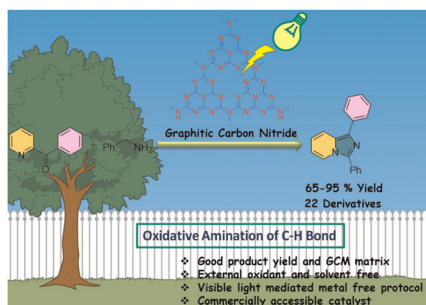 N
O
+
Ph
NH2
Graphitic Carbon Nitride
Ph
65-95 % Yield
22 Derivatives
Oxidative Amination of C-H Bond
❖ Good product yield and GCM matrix
❖ External oxidant and solvent free
❖ Visible light mediated metal free protocol
❖ Commercially accessible catalyst